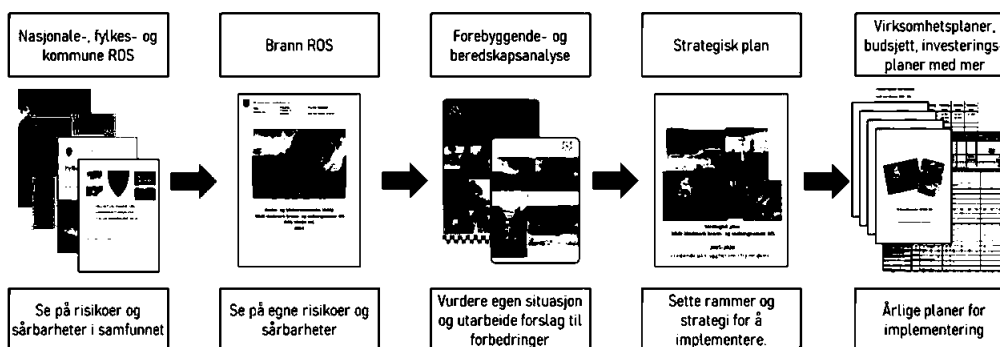 Nasjonale-, fylkes- og
kommune ROS
Brann ROS
Forebyggende- og
beredskapsanalyse
Strategisk plan
Virksomhetsplaner,
budsjett, investerings-
planer med mer
Strategisk plan
Se på risikoer og
sårbarheter i samfunnet
Se på egne risikoer og
sårbarheter
Vurdere egen situasjon
og utarbeide forslag til
forbedringer
Sette rammer og
strategi for å
implementere.
Årlige planer for
implementering